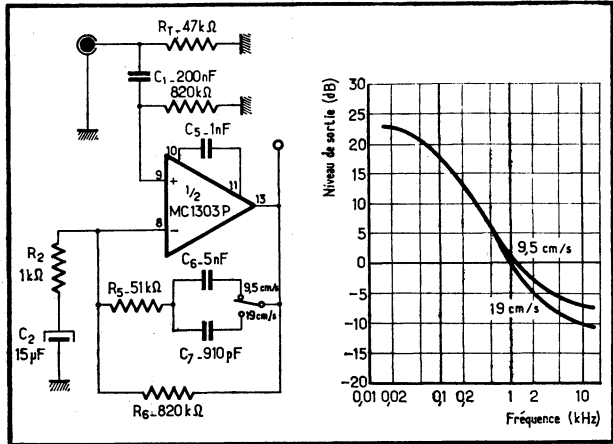 R_T-47kΩ
C₁-200nF
820kΩ
C₅-1nF
10
9
+
1/2
11
13
MC1303P
8
−
R₂
1kΩ
C₆-5nF
R₅-51kΩ
9,5 cm/s
19cm/s
C₂
15µF
C₇-910pF
R₆-820kΩ
Niveau de sortie (dB)
30
25
20
15
10
5
0
−5
−10
−15
−20
9,5 cm/s
19 cm/s
0,01 0,02 0,1 0,2 1 2 10
Fréquence (kHz)